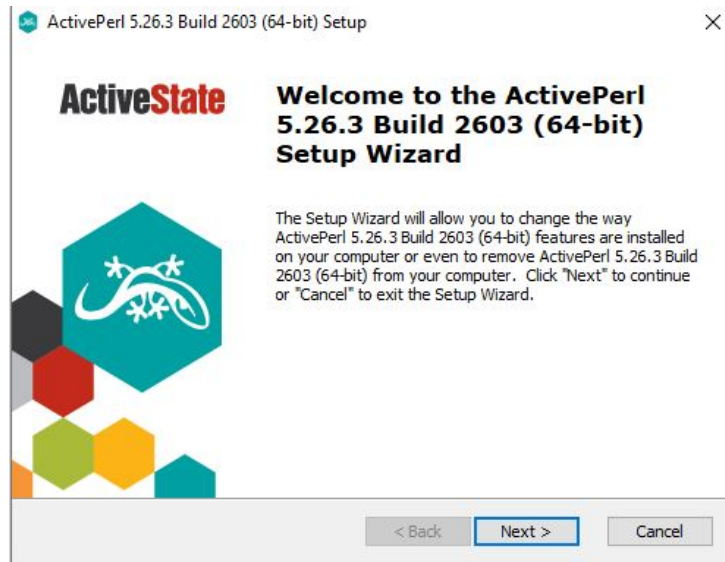 ActivePerl 5.26.3 Build 2603 (64-bit) Setup
ActiveState
Welcome to the ActivePerl
5.26.3 Build 2603 (64-bit)
Setup Wizard
The Setup Wizard will allow you to change the way
ActivePerl 5.26.3 Build 2603 (64-bit) features are installed
on your computer or even to remove ActivePerl 5.26.3 Build
2603 (64-bit) from your computer.  Click "Next" to continue
or "Cancel" to exit the Setup Wizard.
< Back
Next >
Cancel